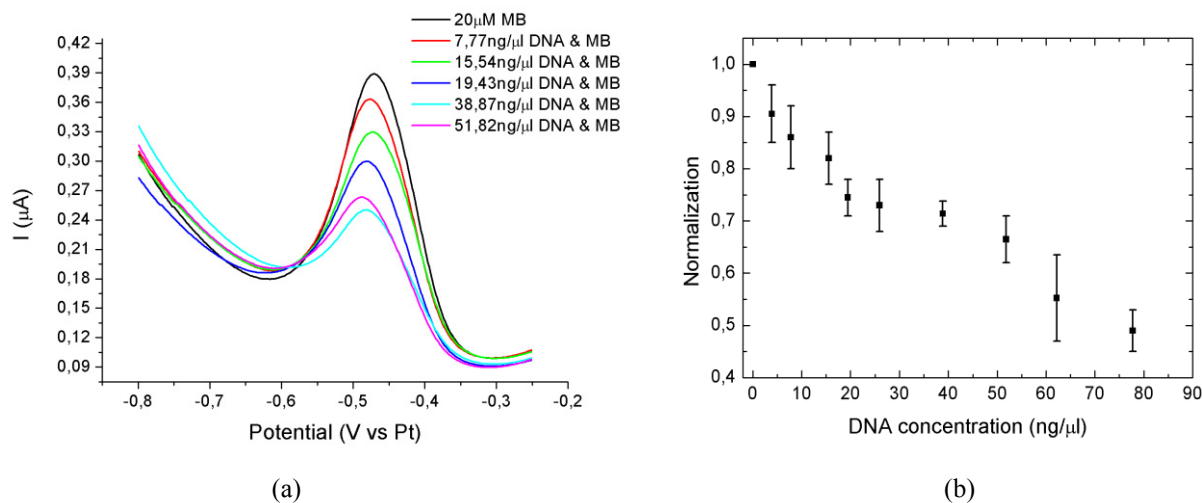 20μM MB
7,77ng/μl DNA & MB
15,54ng/μl DNA & MB
19,43ng/μl DNA & MB
38,87ng/μl DNA & MB
51,82ng/μl DNA & MB
0,42
0,39
0,36
0,33
0,30
0,27
0,24
0,21
0,18
0,15
0,12
0,09
I (μA)
-0,8 -0,7 -0,6 -0,5 -0,4 -0,3 -0,2
Potential (V vs Pt)
(a)
1,0
0,9
0,8
0,7
0,6
0,5
0,4
Normalization
0 10 20 30 40 50 60 70 80 90
DNA concentration (ng/μl)
(b)